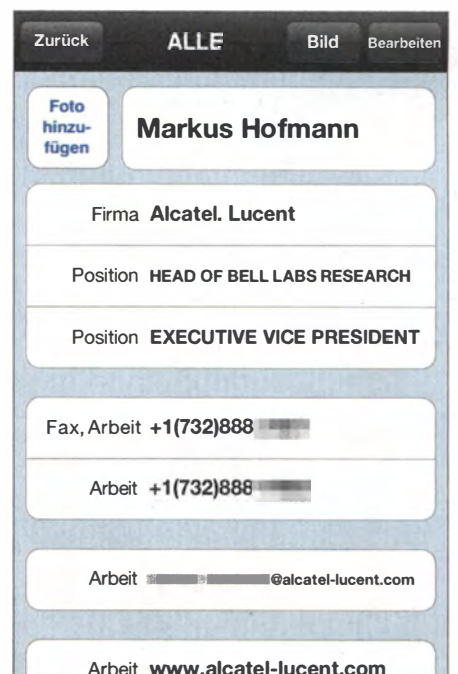 Zurück ALLE Bild Bearbeiten
Foto
hinzu-
fügen
Markus Hofmann
Firma Alcatel. Lucent
Position HEAD OF BELL LABS RESEARCH
Position EXECUTIVE VICE PRESIDENT
Fax, Arbeit +1(732)888
Arbeit +1(732)888
Arbeit @alcatel-lucent.com
Arbeit www.alcatel-lucent.com